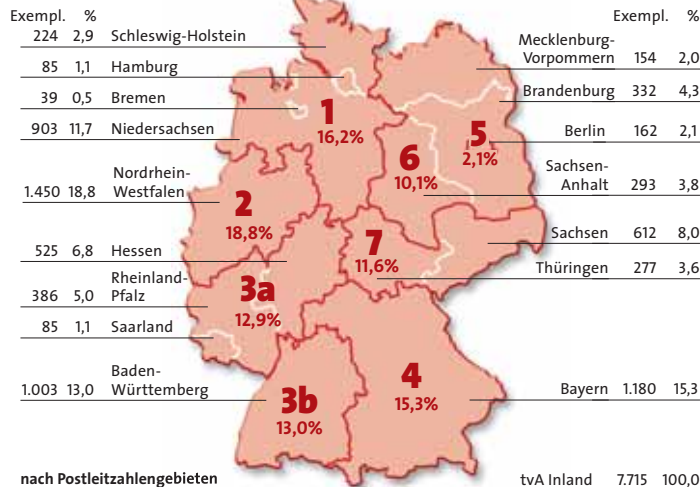 Exempl. %
224 2,9 Schleswig-Holstein
85 1,1 Hamburg
39 0,5 Bremen
903 11,7 Niedersachsen
Nordrhein-
1.450 18,8 Westfalen
525 6,8 Hessen
Rheinland-
386 5,0 Pfalz
85 1,1 Saarland
Baden-
1.003 13,0 Württemberg
1
16,2%
2
18,8%
3a
12,9%
3b
13,0%
4
15,3%
5
2,1%
6
10,1%
7
11,6%
Exempl. %
Mecklenburg-
Vorpommern 154 2,0
Brandenburg 332 4,3
Berlin 162 2,1
Sachsen-
Anhalt 293 3,8
Sachsen 612 8,0
Thüringen 277 3,6
Bayern 1.180 15,3
nach Postleitzahlengebieten
tvA Inland 7.715 100,0